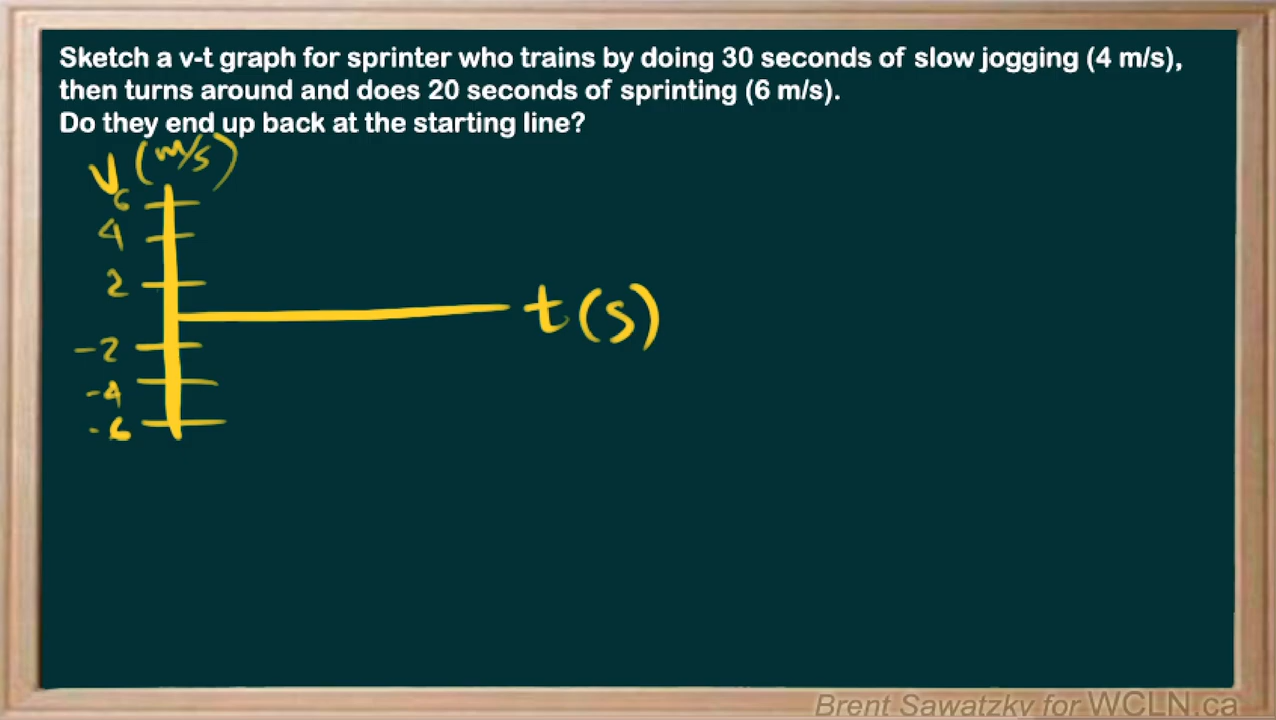 Sketch a v-t graph for sprinter who trains by doing 30 seconds of slow jogging (4 m/s),
then turns around and does 20 seconds of sprinting (6 m/s).
Do they end up back at the starting line?
v (m/s)
6
4
2
t(s)
-2
-4
-6
Brent Sawatzky for WCLN.ca